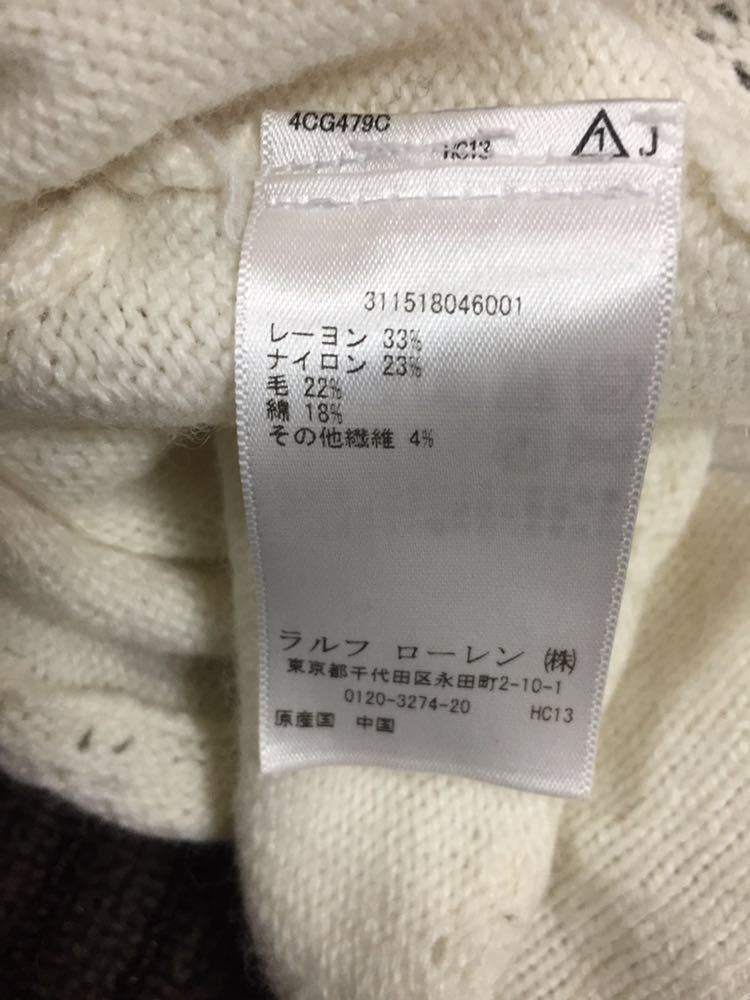 4CG479C
HC13 1 J
311518046001
レーヨン 33%
ナイロン 23%
毛 22%
綿 18%
その他繊維 4%
ラルフ ローレン ㈱
東京都千代田区永田町2-10-1
0120-3274-20 HC13
原産国 中国